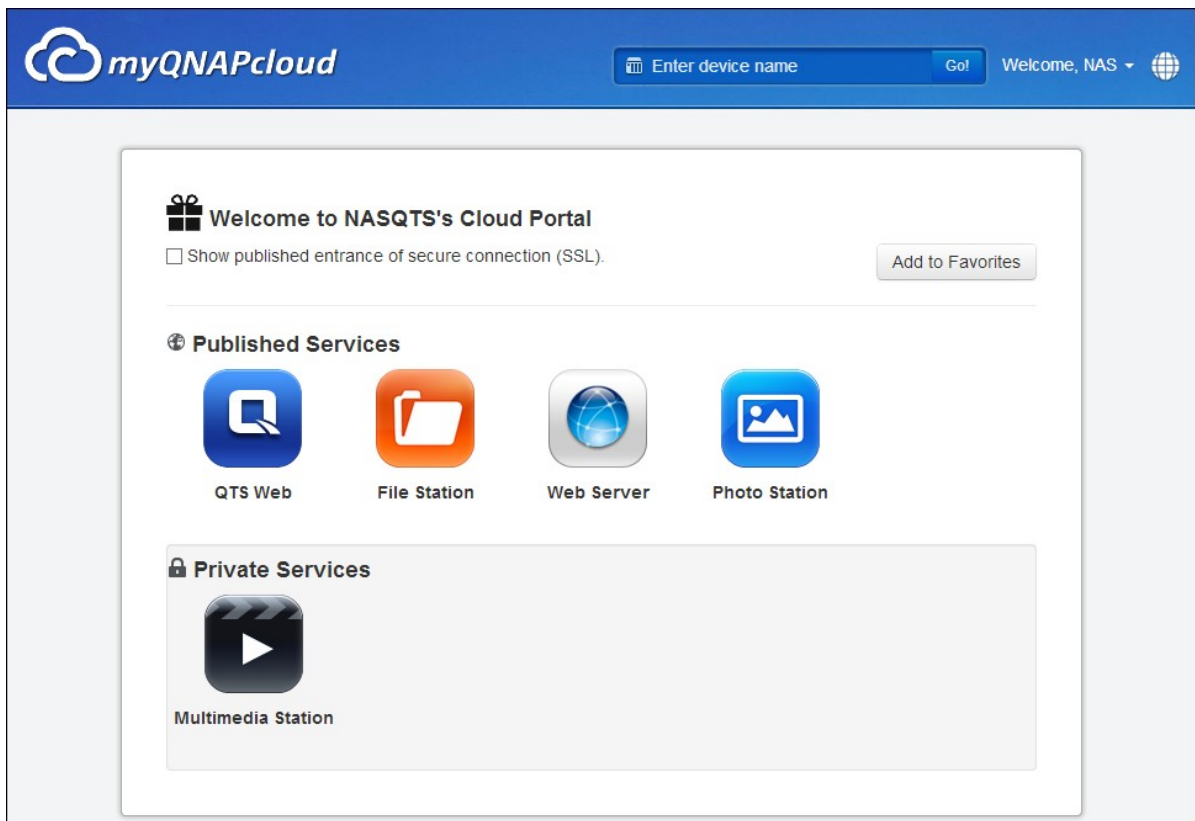 myQNAPcloud
Enter device name
Go!
Welcome, NAS
Welcome to NASQTS's Cloud Portal
Show published entrance of secure connection (SSL).
Add to Favorites
Published Services
QTS Web
File Station
Web Server
Photo Station
Private Services
Multimedia Station